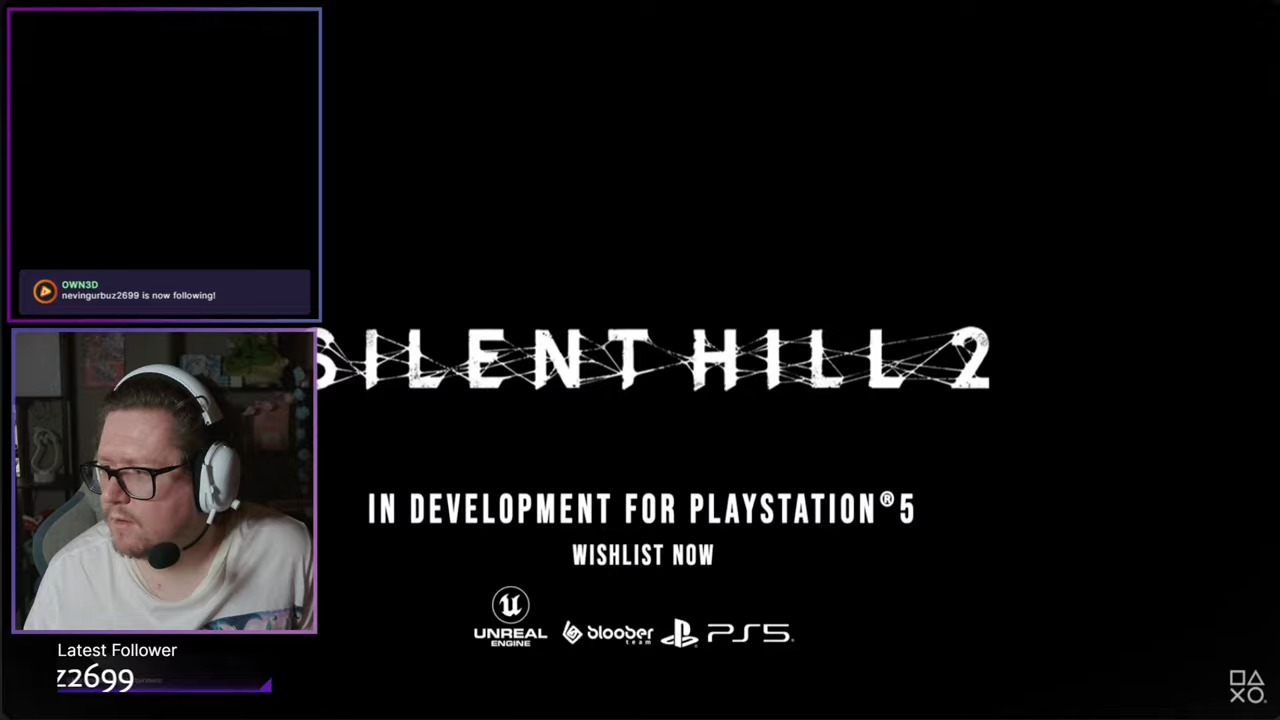 OWN3D
nevingurbuz2699 is now following!
SILENT HILL 2
IN DEVELOPMENT FOR PLAYSTATION®5
WISHLIST NOW
UNREAL ENGINE
bloober team
PS5
Latest Follower
z2699